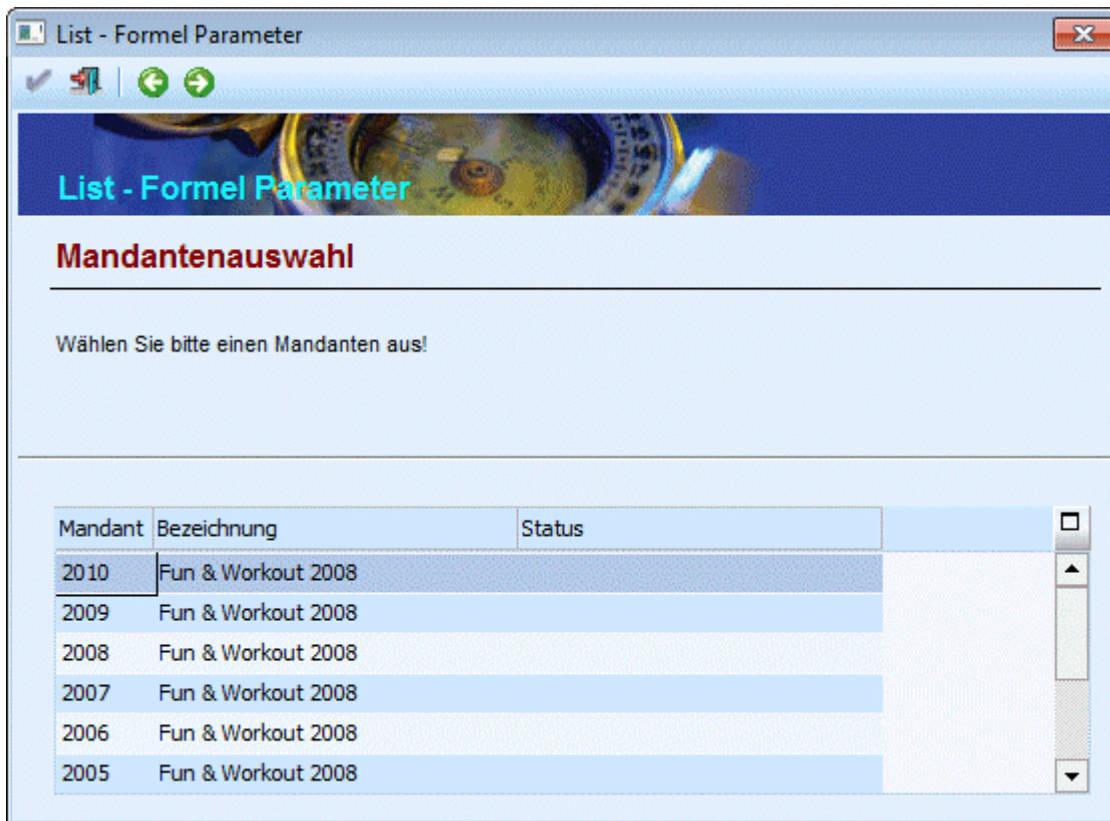 List - Formel Parameter
List - Formel Parameter
Mandantenauswahl
Wählen Sie bitte einen Mandanten aus!
Mandant Bezeichnung Status
2010 Fun & Workout 2008
2009 Fun & Workout 2008
2008 Fun & Workout 2008
2007 Fun & Workout 2008
2006 Fun & Workout 2008
2005 Fun & Workout 2008